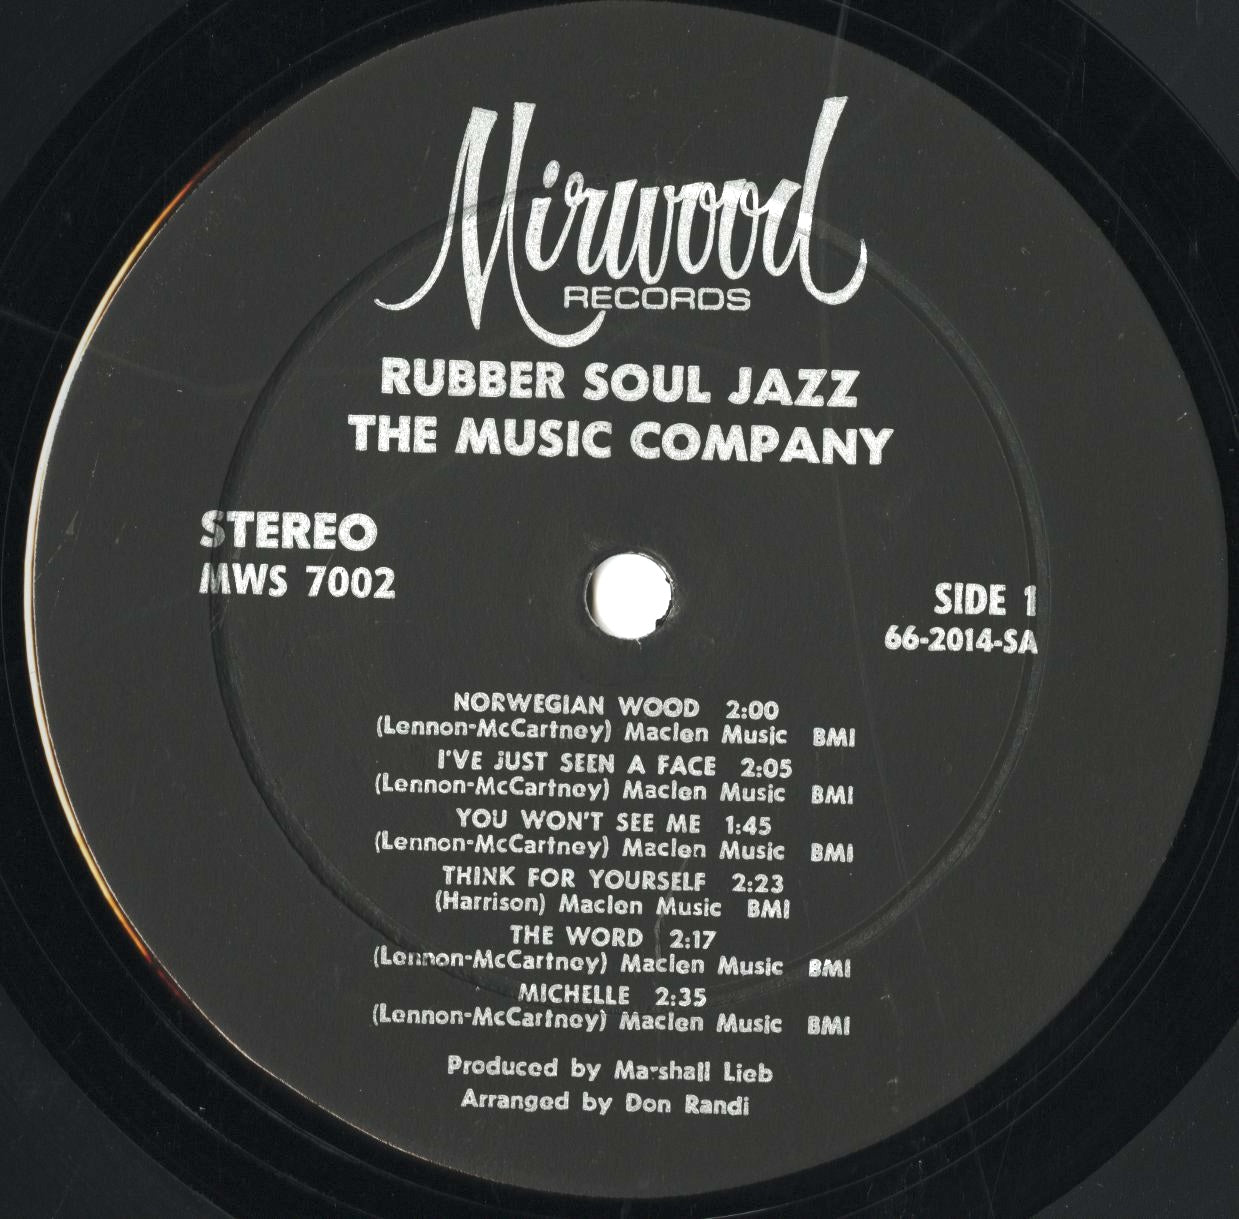 Mirwood
RECORDS
RUBBER SOUL JAZZ
THE MUSIC COMPANY
STEREO
MWS 7002
SIDE 1
66-2014-SA
NORWEGIAN WOOD 2:00
(Lennon-McCartney) Maclen Music BMI
I'VE JUST SEEN A FACE 2:05
(Lennon-McCartney) Maclen Music BMI
YOU WON'T SEE ME 1:45
(Lennon-McCartney) Maclen Music BMI
THINK FOR YOURSELF 2:23
(Harrison) Maclen Music BMI
THE WORD 2:17
(Lennon-McCartney) Maclen Music BMI
MICHELLE 2:35
(Lennon-McCartney) Maclen Music BMI
Produced by Marshall Lieb
Arranged by Don Randi